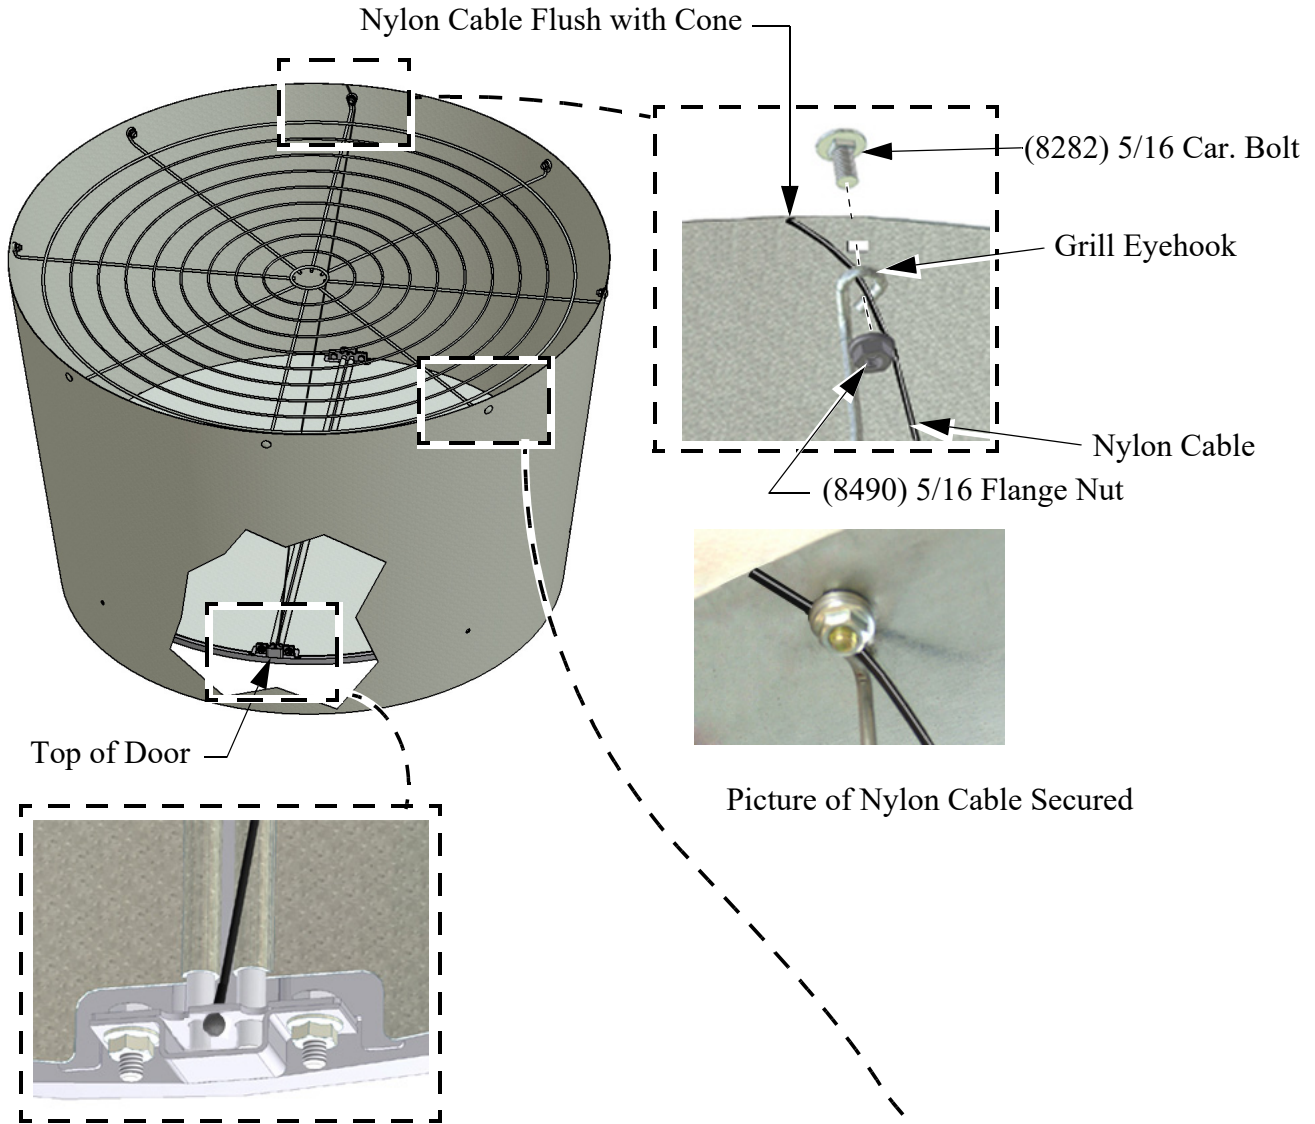 Nylon Cable Flush with Cone
(8282) 5/16 Car. Bolt
Grill Eyehook
Nylon Cable
(8490) 5/16 Flange Nut
Top of Door
Picture of Nylon Cable Secured